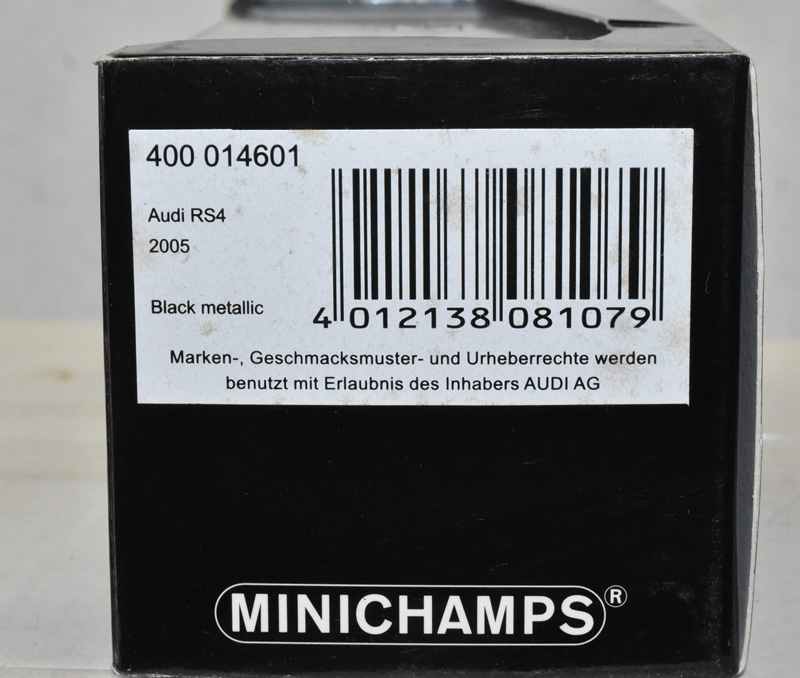 400 014601
Audi RS4
2005
Black metallic
4 012138 081079
Marken-, Geschmacksmuster- und Urheberrechte werden
benutzt mit Erlaubnis des Inhabers AUDI AG
MINICHAMPS®